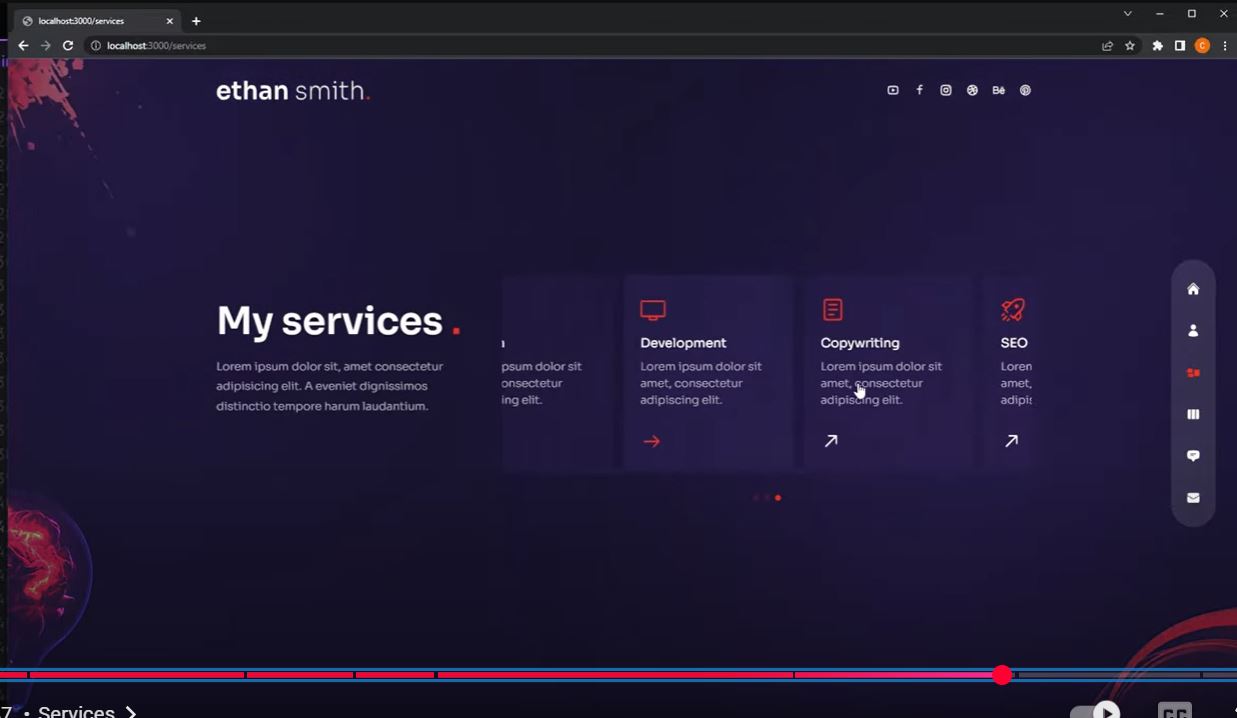 localhost:3000/services
localhost:3000/services
ethan smith.
Bē
My services .
Lorem ipsum dolor sit, amet consectetur
adipisicing elit. A eveniet dignissimos
distinctio tempore harum laudantium.
psum dolor sit
onsectetur
ing elit.
Development
Lorem ipsum dolor sit
amet, consectetur
adipiscing elit.
Copywriting
Lorem ipsum dolor sit
amet, consectetur
adipiscing elit.
SEO
Loren
amet,
adipis
7 • Services
CC